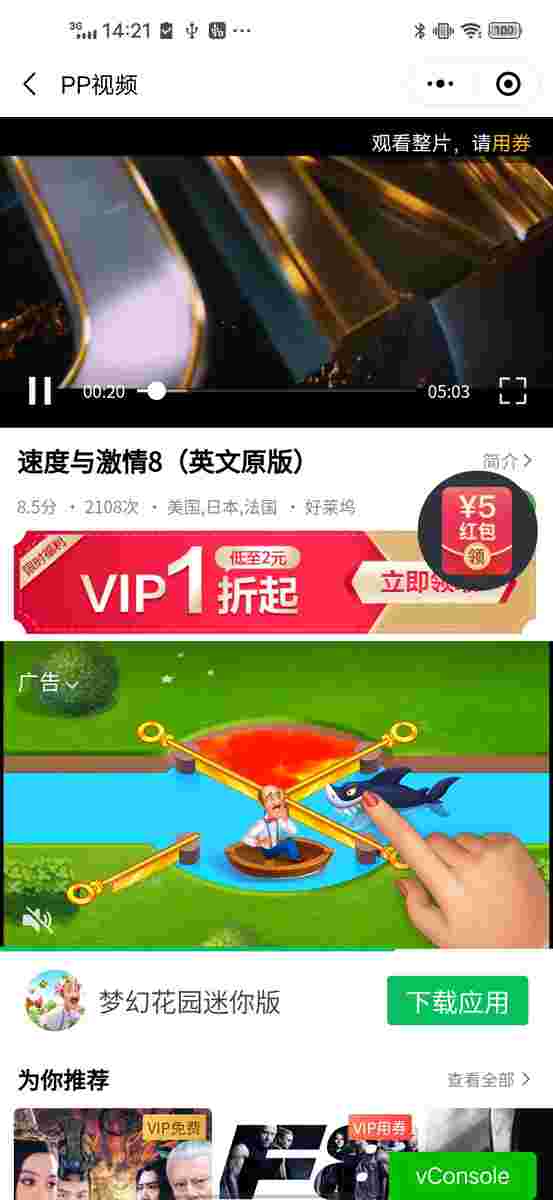 3G 14:21 100
PP视频
观看整片，请用券
00:20 05:03
速度与激情8（英文原版）
简介
8.5分 · 2108次 · 美国,日本,法国 · 好莱坞
¥5
红包
领
限时福利
VIP1折起
低至2元
立即领
广告
梦幻花园迷你版
下载应用
为你推荐
查看全部
VIP免费
F8
VIP用券
vConsole